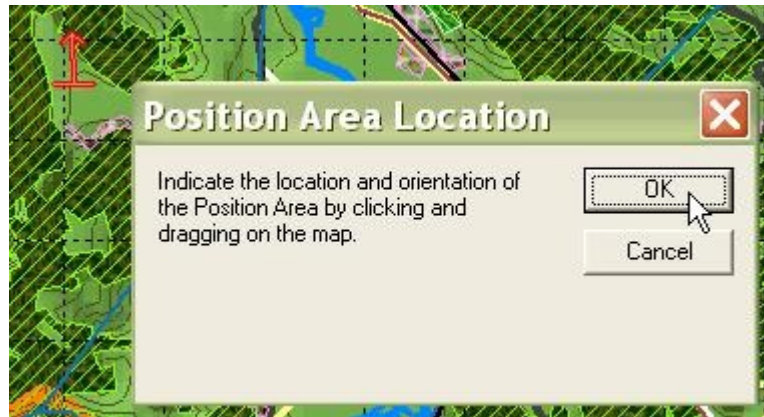 Position Area Location
Indicate the location and orientation of
the Position Area by clicking and
dragging on the map.
OK
Cancel